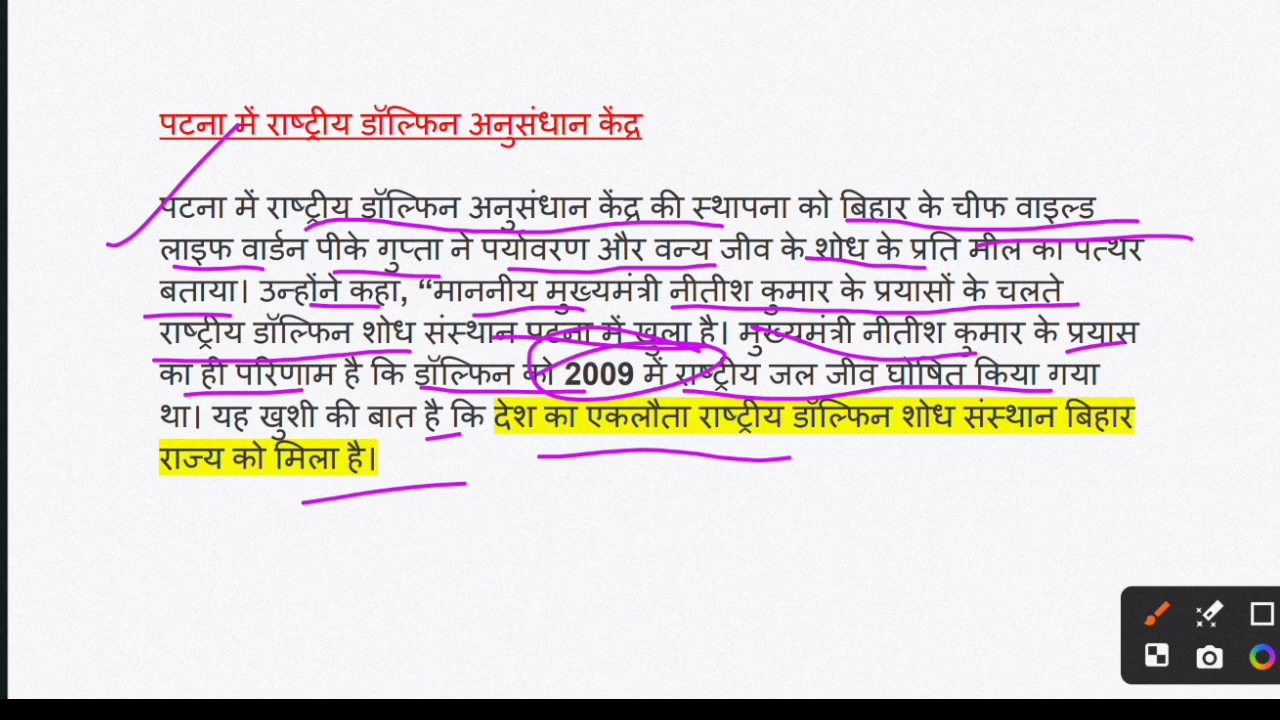 पटना में राष्ट्रीय डॉल्फिन अनुसंधान केंद्र
पटना में राष्ट्रीय डॉल्फिन अनुसंधान केंद्र की स्थापना को बिहार के चीफ वाइल्ड
लाइफ वार्डन पीके गुप्ता ने पर्यावरण और वन्य जीव के शोध के प्रति मील का पत्थर
बताया। उन्होंने कहा, “माननीय मुख्यमंत्री नीतीश कुमार के प्रयासों के चलते
राष्ट्रीय डॉल्फिन शोध संस्थान पटना में खुला है। मुख्यमंत्री नीतीश कुमार के प्रयास
का ही परिणाम है कि डॉल्फिन को 2009 में राष्ट्रीय जल जीव घोषित किया गया
था। यह खुशी की बात है कि देश का एकलौता राष्ट्रीय डॉल्फिन शोध संस्थान बिहार
राज्य को मिला है।